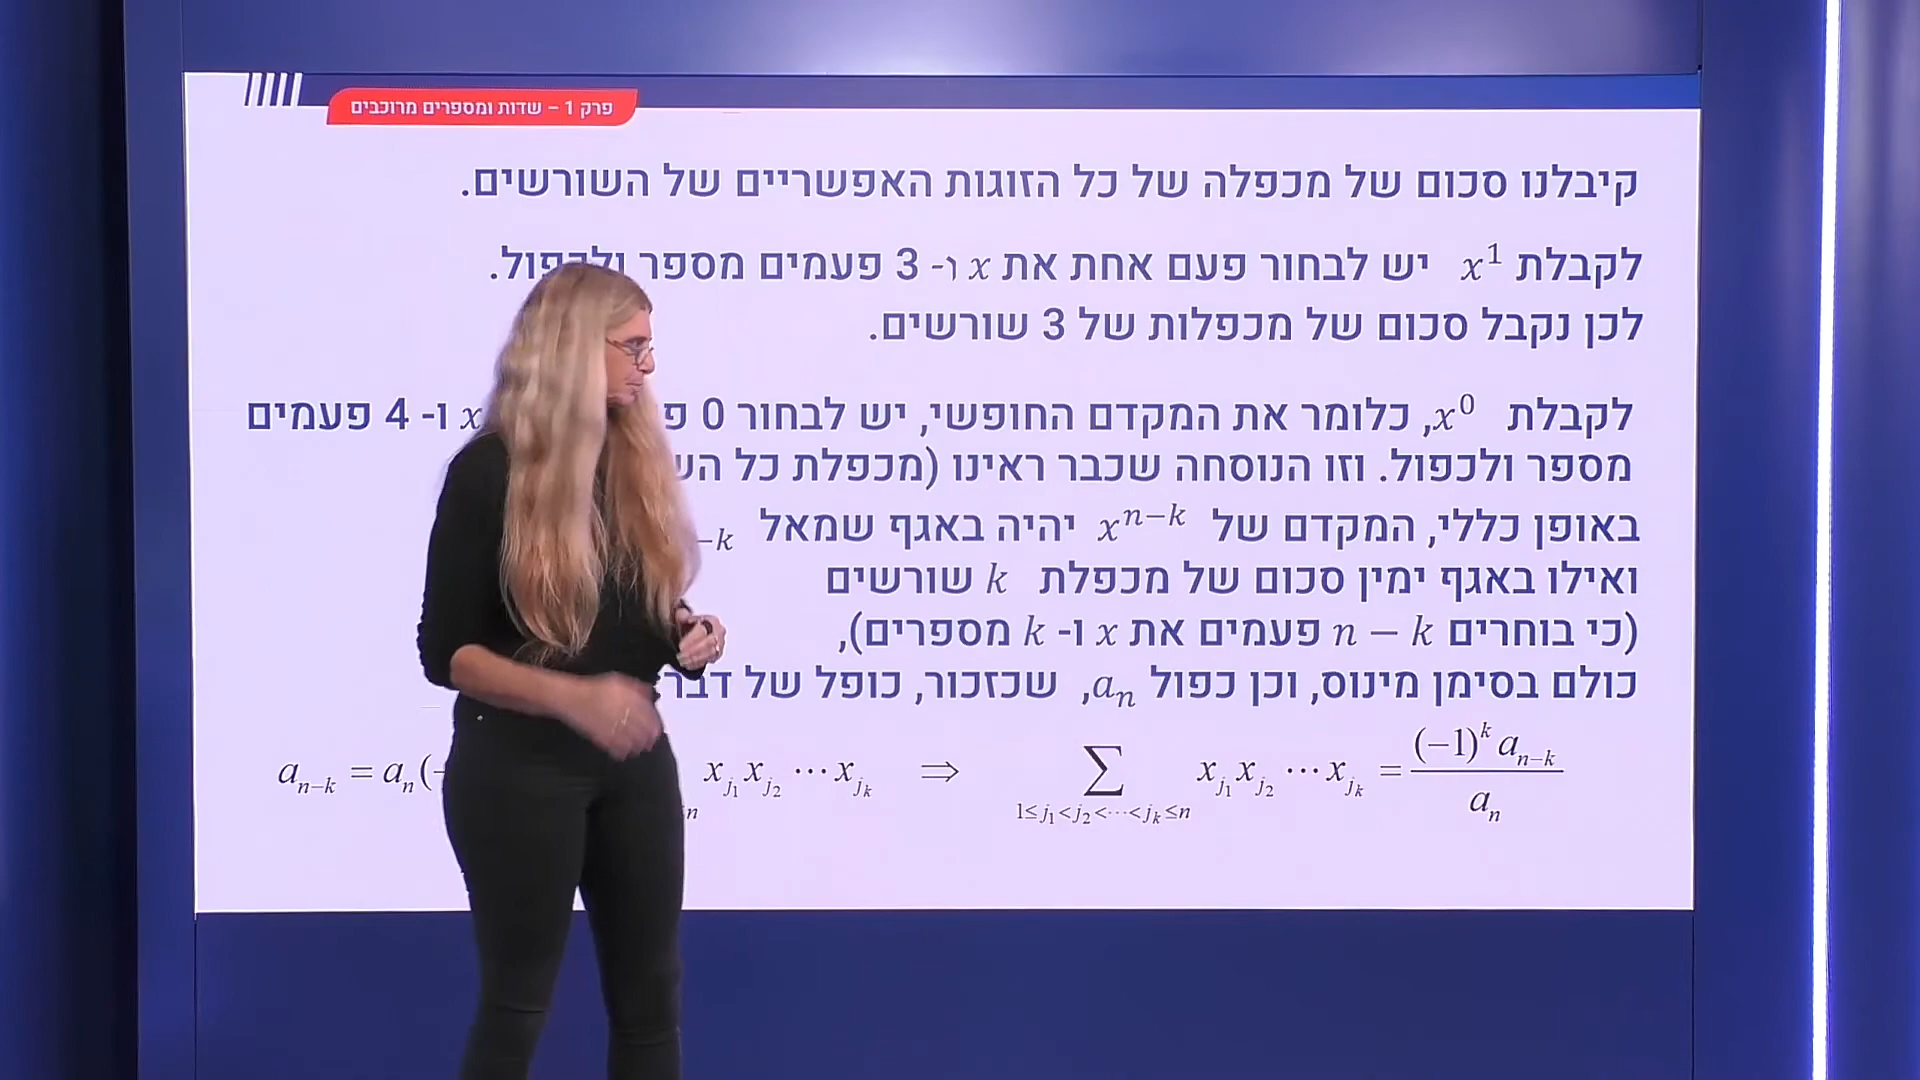 פרק 1 – שדות ומספרים מרוכבים
קיבלנו סכום של מכפלה של כל הזוגות האפשריים של השורשים.
לקבלת x^1 יש לבחור פעם אחת את x ו- 3 פעמים מספר ולכפול.
לכן נקבל סכום של מכפלות של 3 שורשים.
לקבלת x^0, כלומר את המקדם החופשי, יש לבחור 0 x ו- 4 פעמים
מספר ולכפול. וזו הנוסחה שכבר ראינו (מכפלת כל
באופן כללי, המקדם של x^{n-k} יהיה באגף שמאל -k
ואילו באגף ימין סכום של מכפלת k שורשים
(כי בוחרים n − k פעמים את x ו- k מספרים),
כולם בסימן מינוס, וכן כפול a_n, שכזכור, כופל של
a_{n-k} = a_n(- x_{j_1} x_{j_2} ⋯ x_{j_k} ⇒ ∑_{1≤j_1<j_2<⋯<j_k≤n} x_{j_1} x_{j_2} ⋯ x_{j_k} = \frac{(−1)^k a_{n-k}}{a_n}